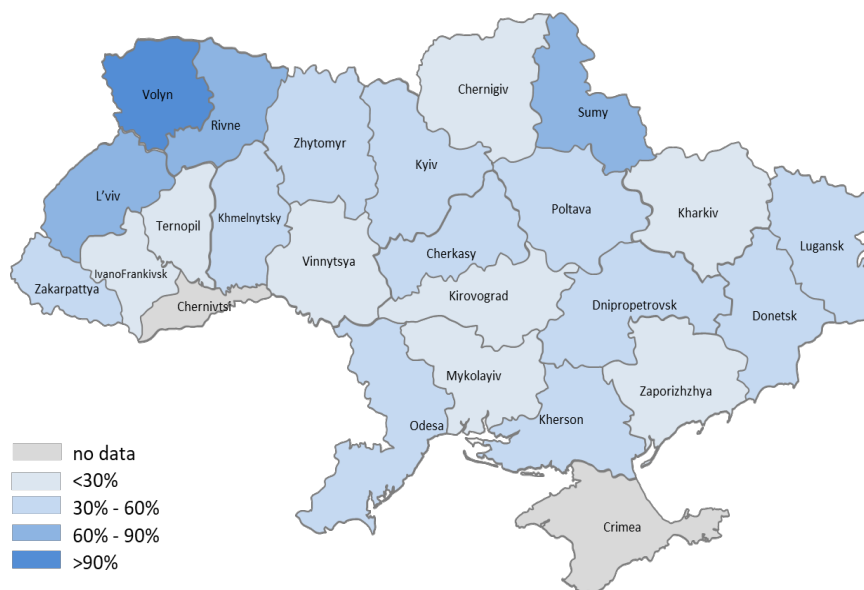 Volyn
Rivne
Chernigiv
Sumy
Zhytomyr
Kyiv
L'viv
Ternopil
Khmelnytsky
Poltava
Kharkiv
Lugansk
Vinnytsya
Cherkasy
IvanoFrankivsk
Zakarpattya
Chernivtsi
Kirovograd
Dnipropetrovsk
Donetsk
Mykolayiv
Zaporizhzhya
Odesa
Kherson
Crimea
no data
<30%
30% - 60%
60% - 90%
>90%